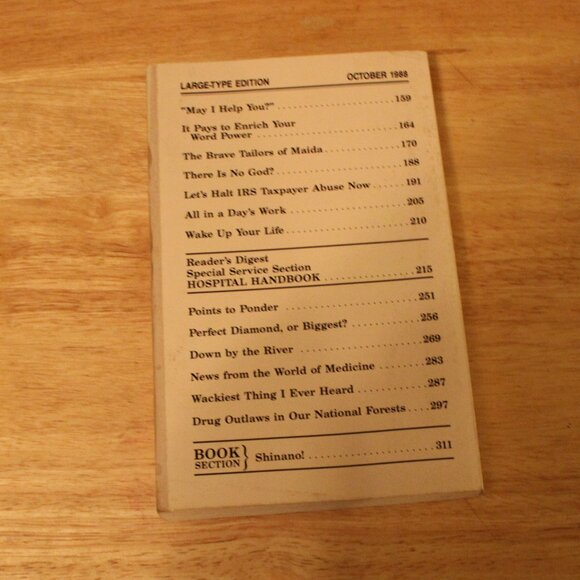 LARGE-TYPE EDITION OCTOBER 1988
"May I Help You?" . . . . . . . . . . . . . . . . . . . . 159
It Pays to Enrich Your
Word Power . . . . . . . . . . . . . . . . . . . . . . . 164
The Brave Tailors of Maida . . . . . . . . . . . . . 170
There Is No God? . . . . . . . . . . . . . . . . . . . . . 188
Let's Halt IRS Taxpayer Abuse Now . . . . . . 191
All in a Day's Work . . . . . . . . . . . . . . . . . . . 205
Wake Up Your Life . . . . . . . . . . . . . . . . . . . . 210
Reader's Digest
Special Service Section
HOSPITAL HANDBOOK . . . . . . . . . . . . . . . 215
Points to Ponder . . . . . . . . . . . . . . . . . . . . . . 251
Perfect Diamond, or Biggest? . . . . . . . . . . . 256
Down by the River . . . . . . . . . . . . . . . . . . . . 269
News from the World of Medicine . . . . . . . 283
Wackiest Thing I Ever Heard . . . . . . . . . . . 287
Drug Outlaws in Our National Forests . . . . 297
BOOK SECTION } Shinano! . . . . . . . . . . . . . . . . . . . . . . 311